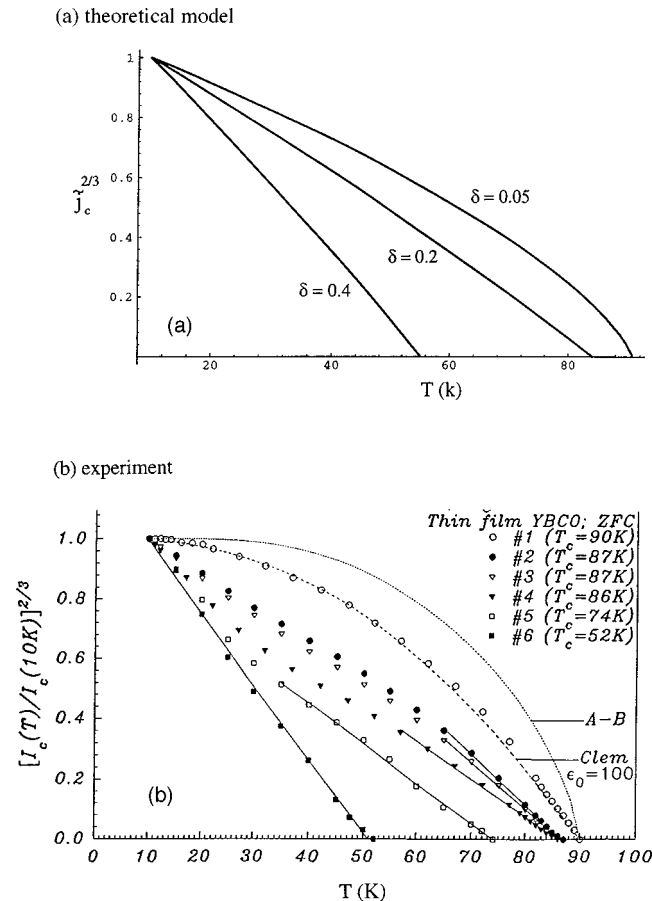 (a) theoretical model
1
0.8
0.6
0.4
0.2
j̃c^2/3
δ = 0.05
δ = 0.2
δ = 0.4
(a)
20
40
60
80
T (k)
(b) experiment
Thin film YBCO; ZFC
○ #1 (Tc=90K)
● #2 (Tc=87K)
▽ #3 (Tc=87K)
▼ #4 (Tc=86K)
□ #5 (Tc=74K)
■ #6 (Tc=52K)
1.0
0.8
0.6
0.4
0.2
0.0
[Ic(T)/Ic(10K)]^2/3
A-B
Clem
ϵ0=100
(b)
0 10 20 30 40 50 60 70 80 90 100
T (K)